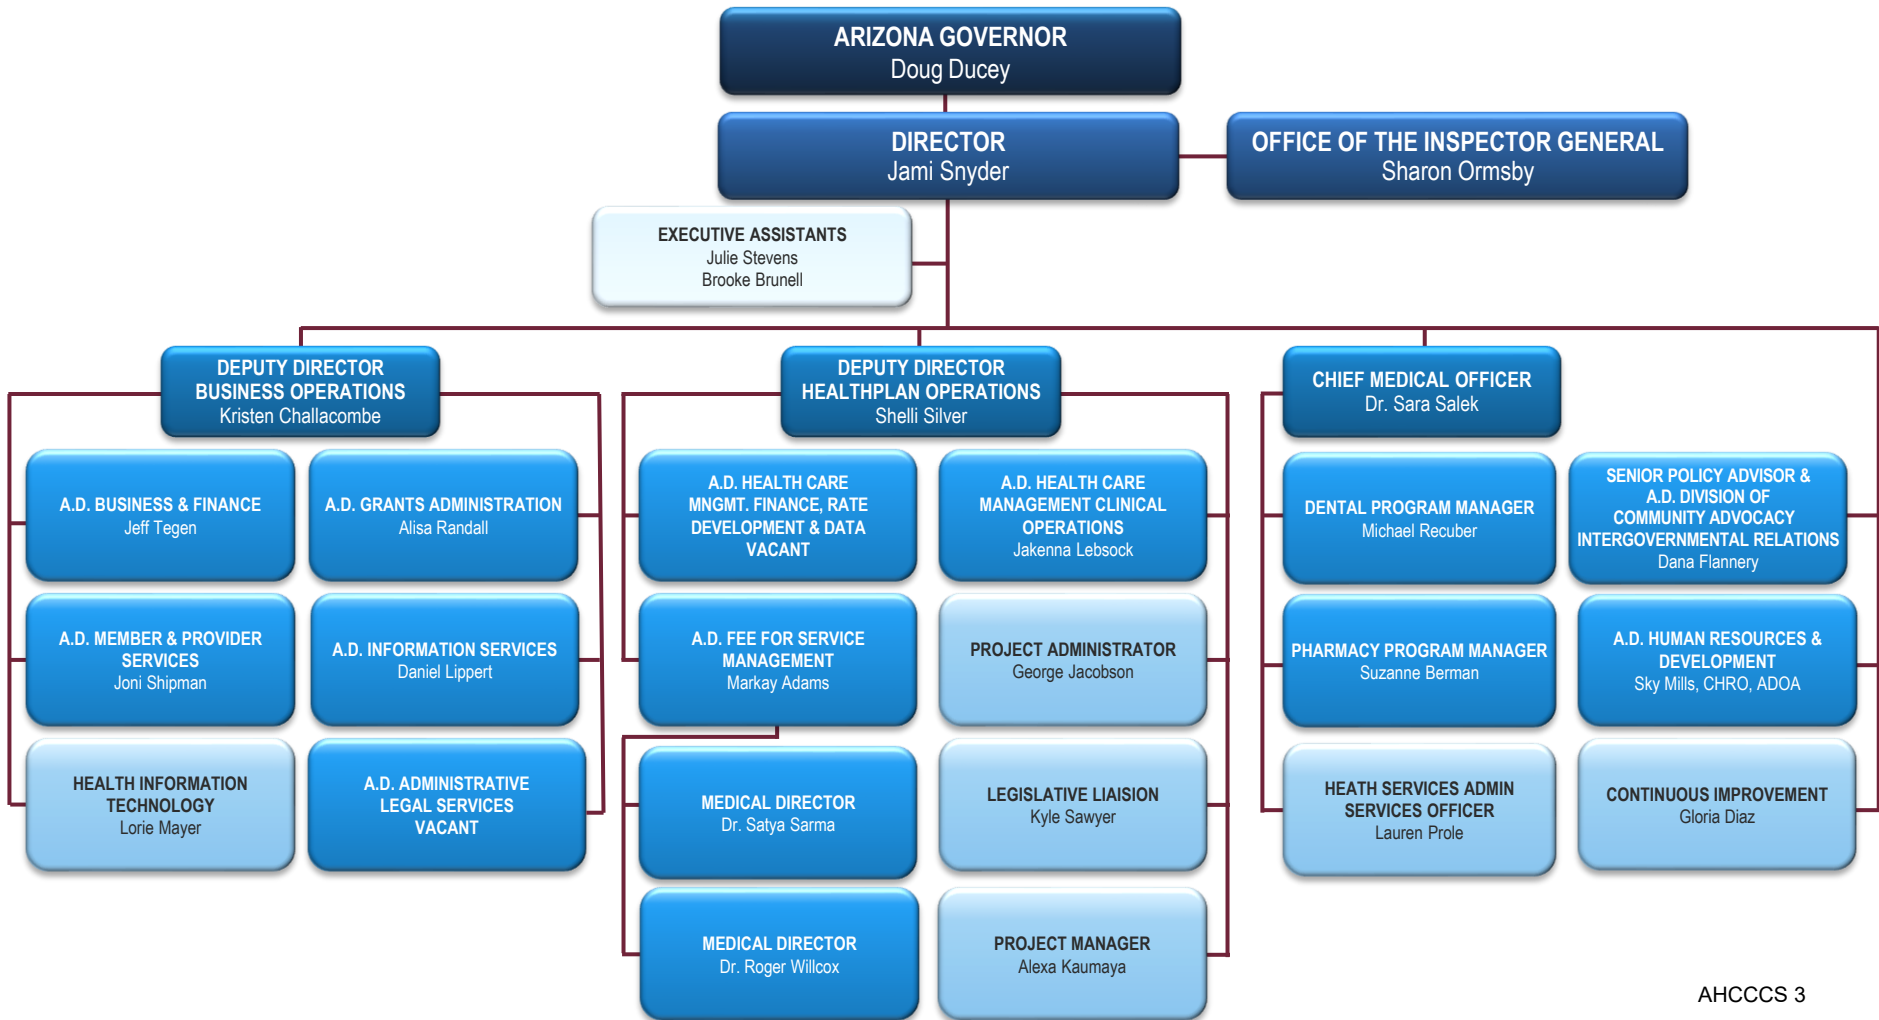 ARIZONA GOVERNOR
Doug Ducey
DIRECTOR
Jami Snyder
OFFICE OF THE INSPECTOR GENERAL
Sharon Ormsby
EXECUTIVE ASSISTANTS
Julie Stevens
Brooke Brunell
DEPUTY DIRECTOR
BUSINESS OPERATIONS
Kristen Challacombe
DEPUTY DIRECTOR
HEALTHPLAN OPERATIONS
Shelli Silver
CHIEF MEDICAL OFFICER
Dr. Sara Salek
A.D. BUSINESS & FINANCE
Jeff Tegen
A.D. GRANTS ADMINISTRATION
Alisa Randall
A.D. HEALTH CARE
MNGMT. FINANCE, RATE
DEVELOPMENT & DATA
VACANT
A.D. HEALTH CARE
MANAGEMENT CLINICAL
OPERATIONS
Jakenna Lebsock
DENTAL PROGRAM MANAGER
Michael Recuber
SENIOR POLICY ADVISOR &
A.D. DIVISION OF
COMMUNITY ADVOCACY
INTERGOVERNMENTAL RELATIONS
Dana Flannery
A.D. MEMBER & PROVIDER
SERVICES
Joni Shipman
A.D. INFORMATION SERVICES
Daniel Lippert
A.D. FEE FOR SERVICE
MANAGEMENT
Markay Adams
PROJECT ADMINISTRATOR
George Jacobson
PHARMACY PROGRAM MANAGER
Suzanne Berman
A.D. HUMAN RESOURCES &
DEVELOPMENT
Sky Mills, CHRO, ADOA
HEALTH INFORMATION
TECHNOLOGY
Lorie Mayer
A.D. ADMINISTRATIVE
LEGAL SERVICES
VACANT
MEDICAL DIRECTOR
Dr. Satya Sarma
LEGISLATIVE LIAISION
Kyle Sawyer
HEATH SERVICES ADMIN
SERVICES OFFICER
Lauren Prole
CONTINUOUS IMPROVEMENT
Gloria Diaz
MEDICAL DIRECTOR
Dr. Roger Willcox
PROJECT MANAGER
Alexa Kaumaya
AHCCCS 3